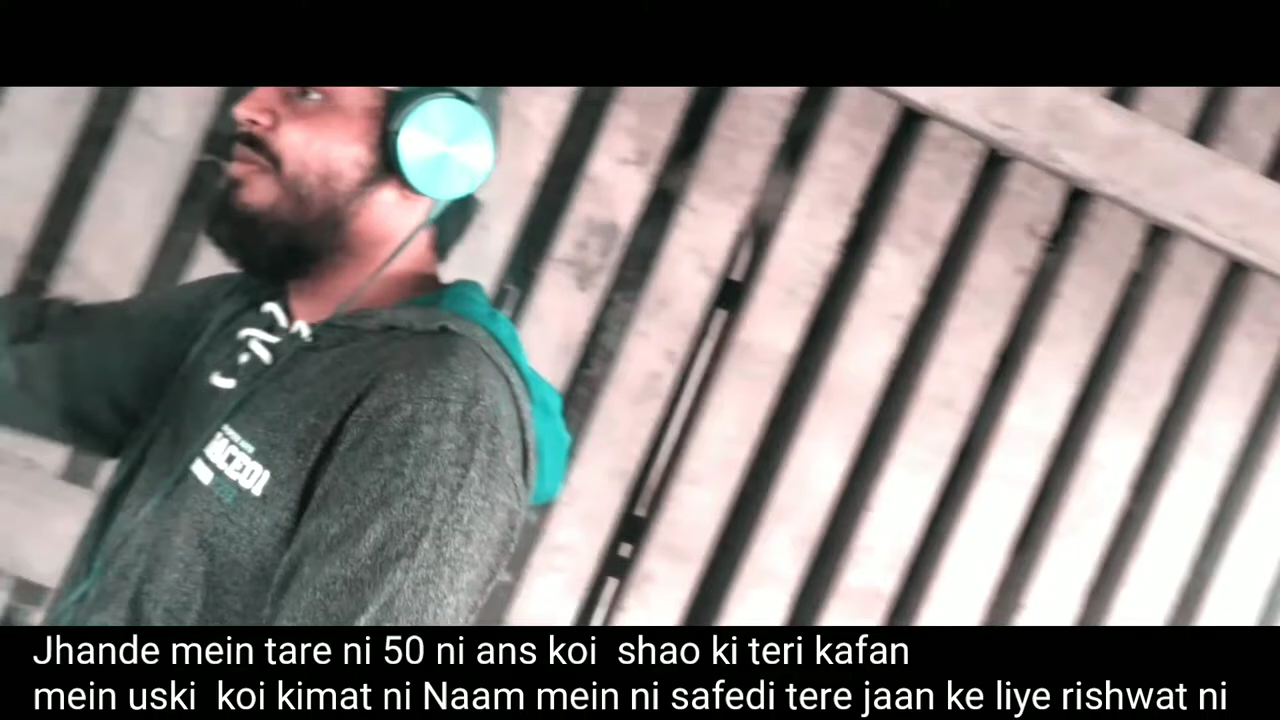 Jhande mein tare ni 50 ni ans koi  shao ki teri kafan
mein uski  koi kimat ni Naam mein ni safedi tere jaan ke liye rishwat ni